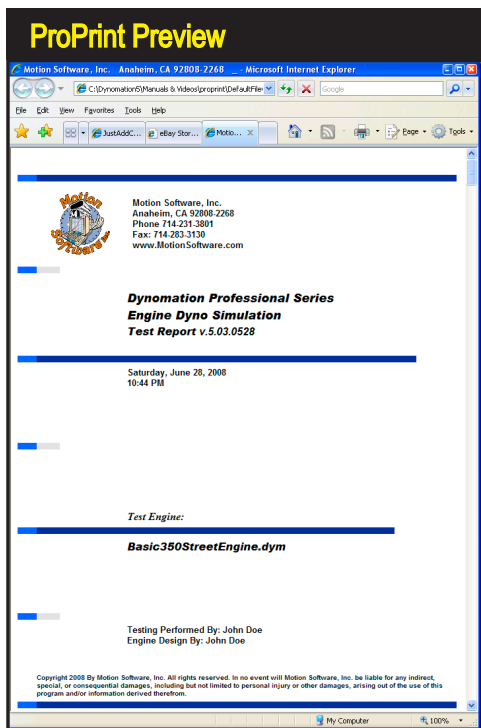 ProPrint Preview
Motion Software, Inc. Anaheim, CA 92808-2268 _ - Microsoft Internet Explorer
C:\Dynomation5\Manuals & Videos\proprint\DefaultFile
Google
File Edit View Favorites Tools Help
JustAddC... eBay Stor... Motio... X Page Tools
Motion Software Inc.
Motion Software, Inc.
Anaheim, CA 92808-2268
Phone 714-231-3801
Fax: 714-283-3130
www.MotionSoftware.com
Dynomation Professional Series
Engine Dyno Simulation
Test Report v.5.03.0528
Saturday, June 28, 2008
10:44 PM
Test Engine:
Basic350StreetEngine.dym
Testing Performed By: John Doe
Engine Design By: John Doe
Copyright 2008 By Motion Software, Inc. All rights reserved. In no event will Motion Software, Inc. be liable for any indirect,
special, or consequential damages, including but not limited to personal injury or other damages, arising out of the use of this
program and/or information derived therefrom.
My Computer 100%